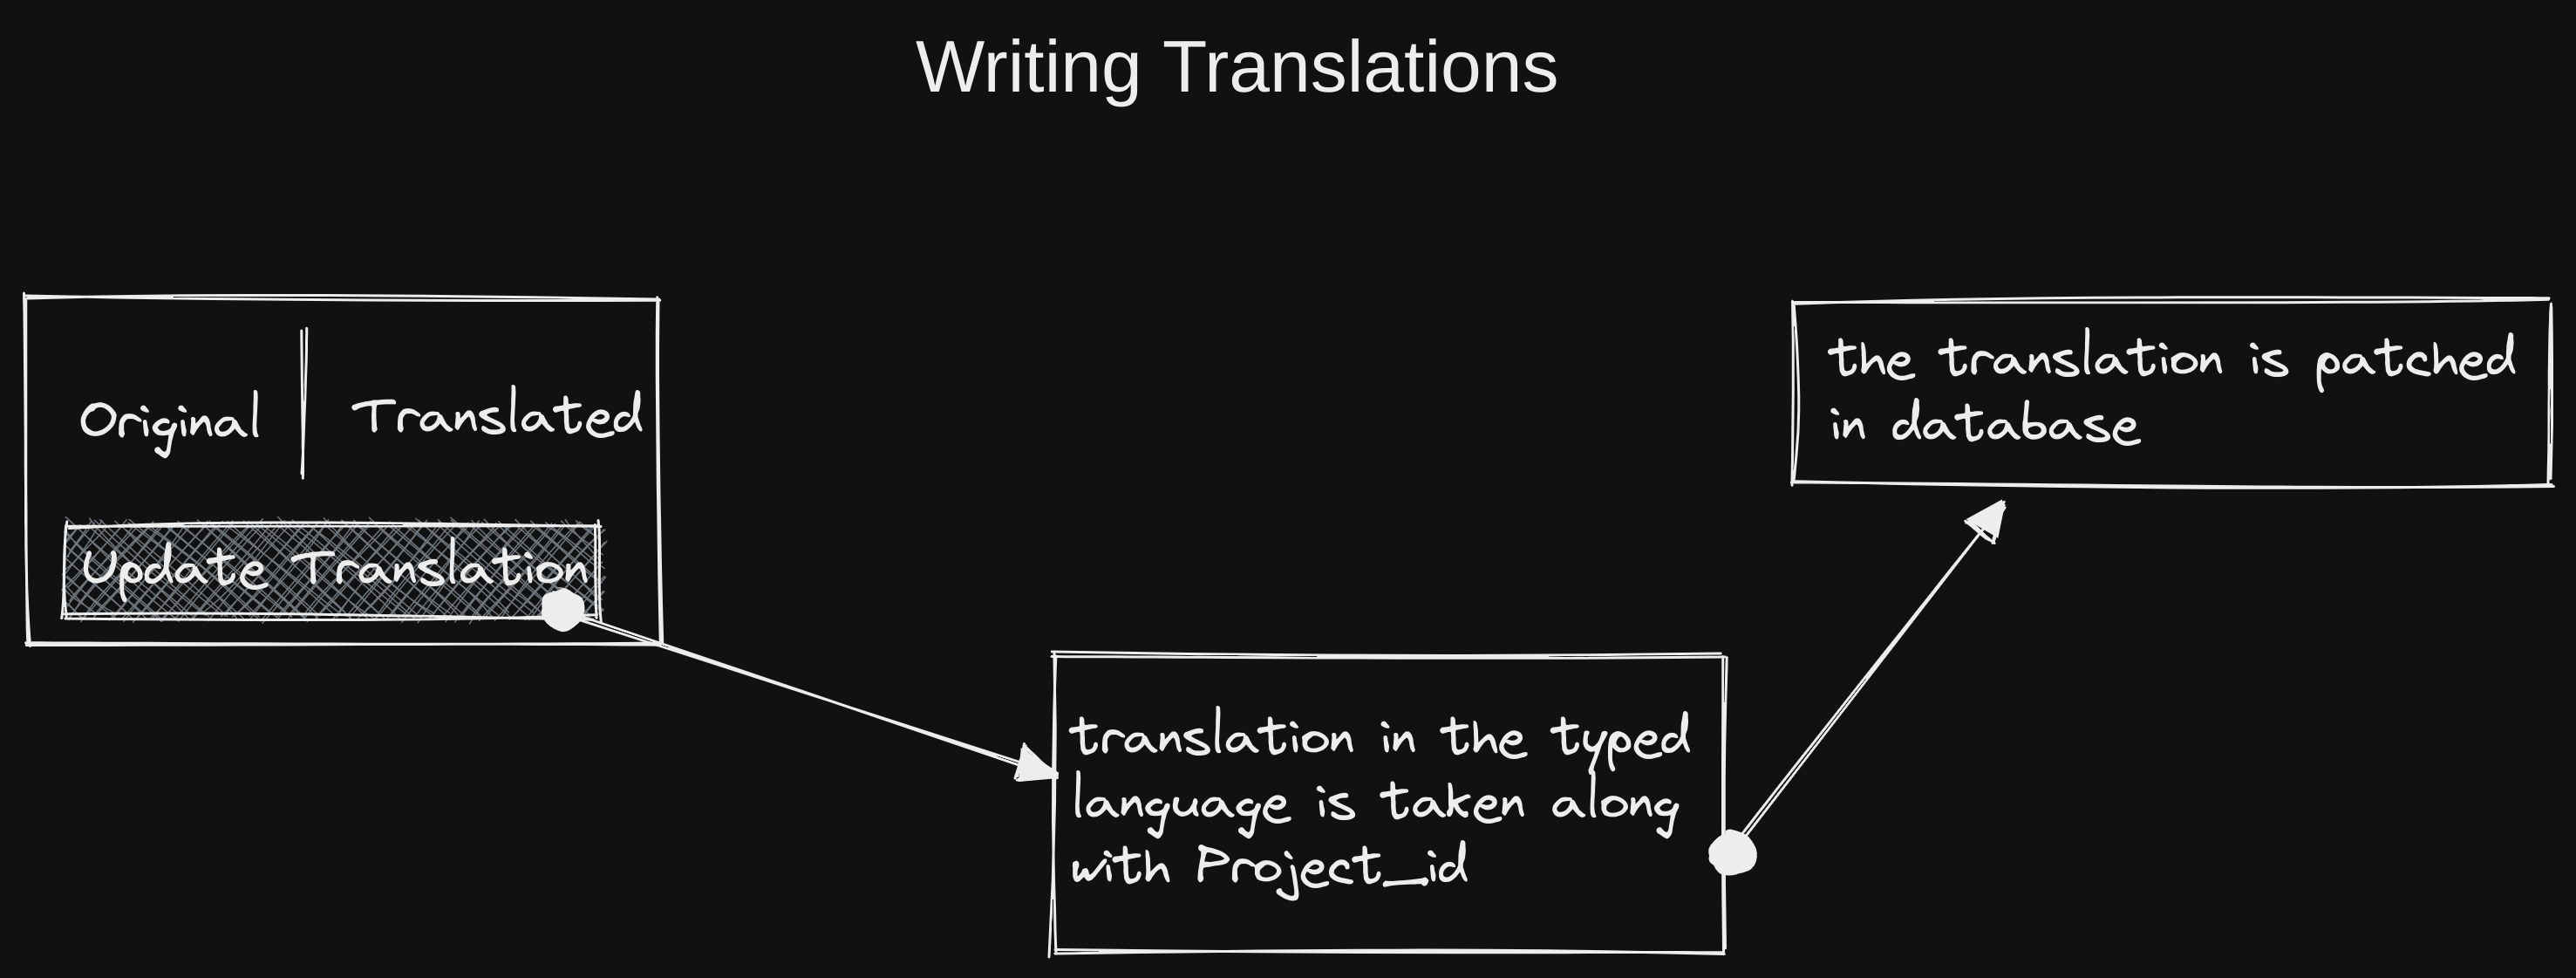 Writing Translations
Original
Translated
Update Translation
translation in the typed
language is taken along
with Project_id
the translation is patched
in database